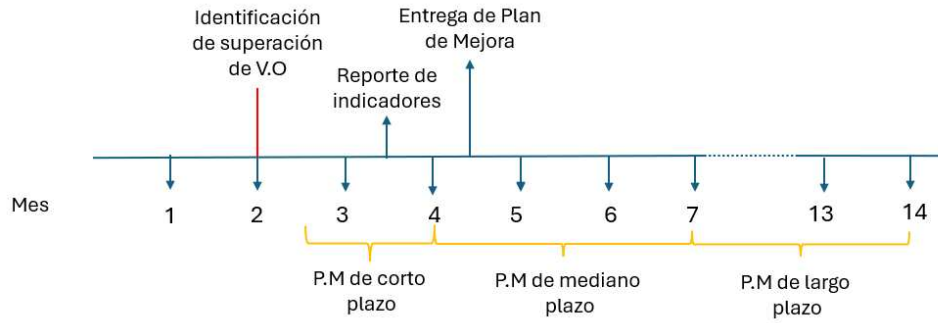 Identificación
de superación
de V.O
Entrega de Plan
de Mejora
Reporte de
indicadores
Mes
1
2
3
4
5
6
7
13
14
P.M de corto
plazo
P.M de mediano
plazo
P.M de largo
plazo